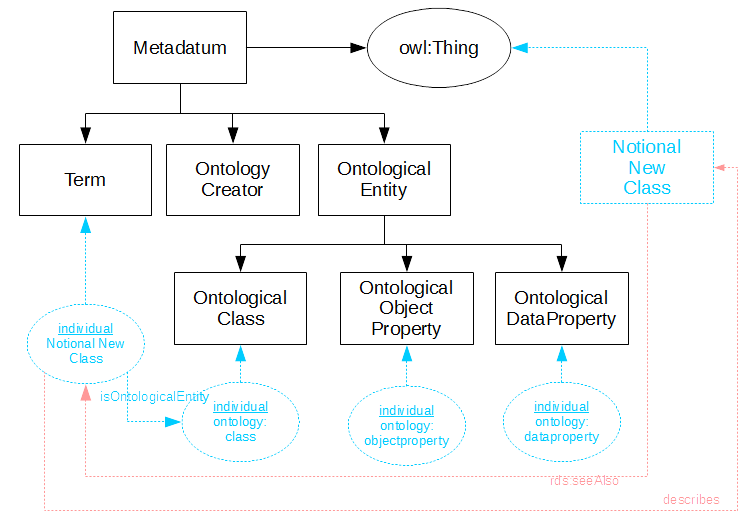 Metadatum
owl:Thing
Notional
New
Class
Term
Ontology
Creator
Ontological
Entity
Ontological
Class
Ontological
Object
Property
Ontological
DataProperty
individual
Notional New
Class
isOntologicalEntity
individual
ontology:
class
individual
ontology:
objectproperty
individual
ontology:
dataproperty
rdfs:seeAlso
describes